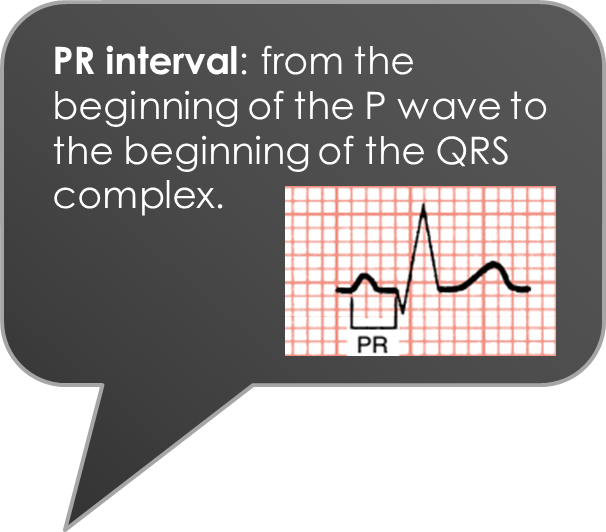 PR interval: from the
beginning of the P wave to
the beginning of the QRS
complex.
PR